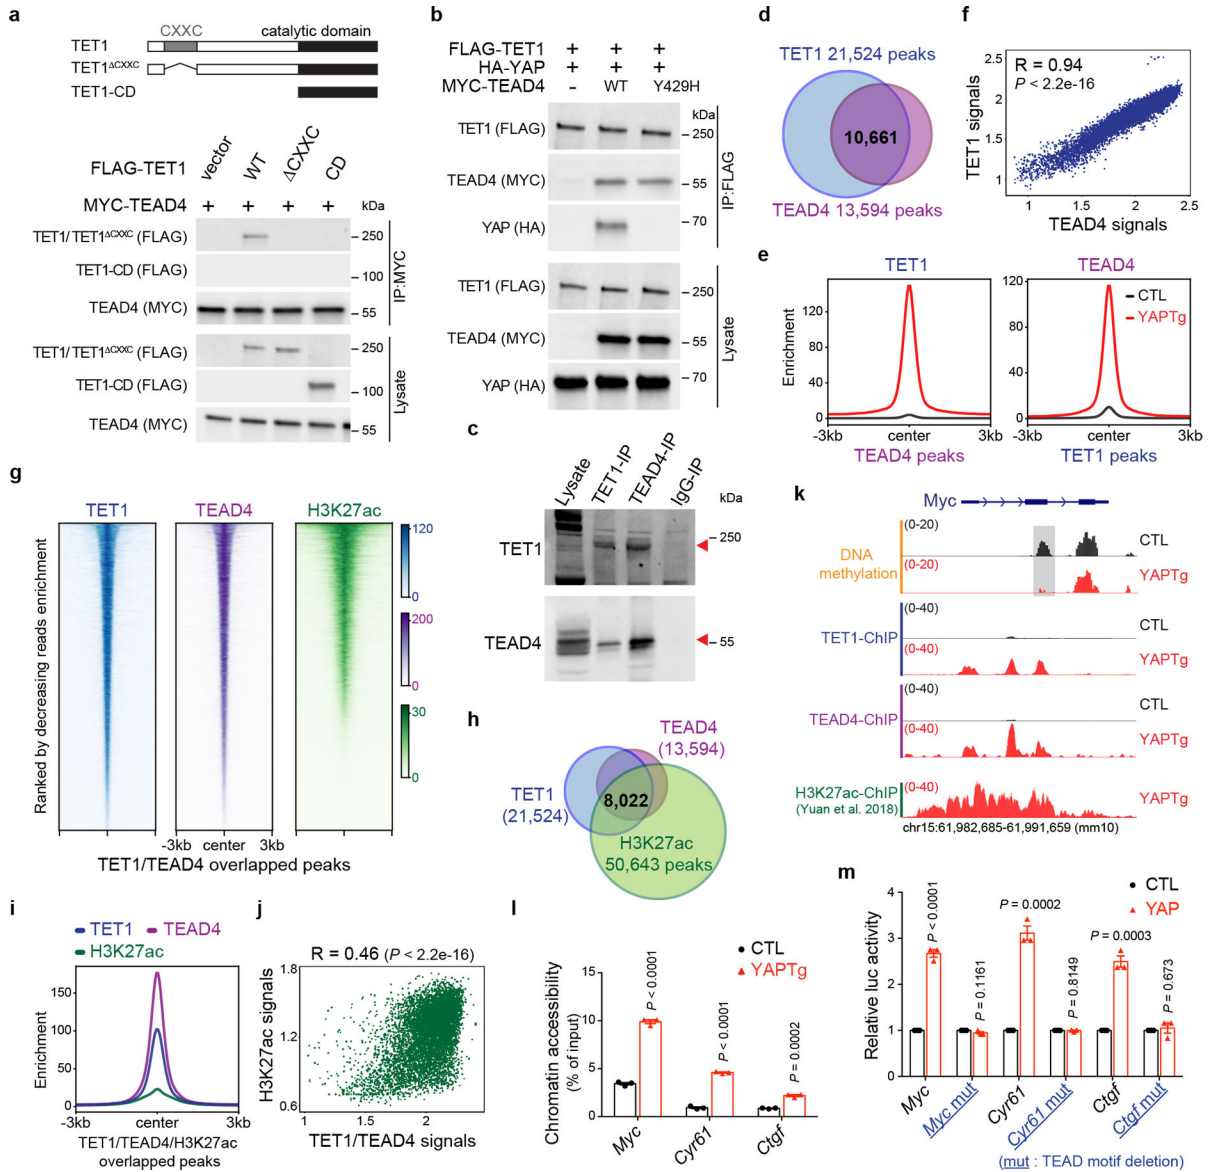 a
CXXC
catalytic domain
TET1
TET1ΔCXXC
TET1-CD
FLAG-TET1
vector
WT
ΔCXXC
CD
MYC-TEAD4 + + + + kDa
TET1/TET1ΔCXXC (FLAG) – 250
TET1-CD (FLAG) – 100
TEAD4 (MYC) – 55
IP:MYC
TET1/TET1ΔCXXC (FLAG) – 250
TET1-CD (FLAG) – 100
TEAD4 (MYC) – 55
Lysate
b
FLAG-TET1 + + +
HA-YAP + + +
MYC-TEAD4 – WT Y429H
kDa
TET1 (FLAG) – 250
TEAD4 (MYC) – 55
YAP (HA) – 70
IP:FLAG
TET1 (FLAG) – 250
TEAD4 (MYC) – 55
YAP (HA) – 70
Lysate
c
Lysate
TET1-IP
TEAD4-IP
IgG-IP
kDa
TET1 – 250
TEAD4 – 55
d
TET1 21,524 peaks
10,661
TEAD4 13,594 peaks
e
TET1
TEAD4
CTL
YAPTg
Enrichment
120
80
40
0
120
80
40
0
-3kb center 3kb
-3kb center 3kb
TEAD4 peaks
TET1 peaks
f
R = 0.94
P < 2.2e-16
TET1 signals
2.5
2
1.5
1
1 1.5 2 2.5
TEAD4 signals
g
TET1 TEAD4 H3K27ac
Ranked by decreasing reads enrichment
120
0
200
0
30
0
-3kb center 3kb
TET1/TEAD4 overlapped peaks
h
TEAD4
(13,594)
TET1
(21,524)
8,022
H3K27ac
50,643 peaks
i
TET1 TEAD4
H3K27ac
Enrichment
150
100
50
0
-3kb center 3kb
TET1/TEAD4/H3K27ac
overlapped peaks
j
R = 0.46 (P < 2.2e-16)
H3K27ac signals
1.8
1.2
0.6
1 1.5 2
TET1/TEAD4 signals
k
Myc
DNA
methylation
(0-20) CTL
(0-20) YAPTg
TET1-ChIP
(0-40) CTL
(0-40) YAPTg
TEAD4-ChIP
(0-40) CTL
(0-40) YAPTg
H3K27ac-ChIP
(Yuan et al. 2018)
(0-40) YAPTg
chr15:61,982,685-61,991,659 (mm10)
l
CTL
YAPTg
Chromatin accessibility
(% of input)
15
10
5
0
P < 0.0001
P < 0.0001
P = 0.0002
Myc
Cyr61
Ctgf
m
CTL
YAP
Relative luc activity
4
3
2
1
0
P < 0.0001
P = 0.1161
P = 0.0002
P = 0.8149
P = 0.0003
P = 0.673
Myc
Myc mut
Cyr61
Cyr61 mut
Ctgf
Ctgf mut
(mut : TEAD motif deletion)